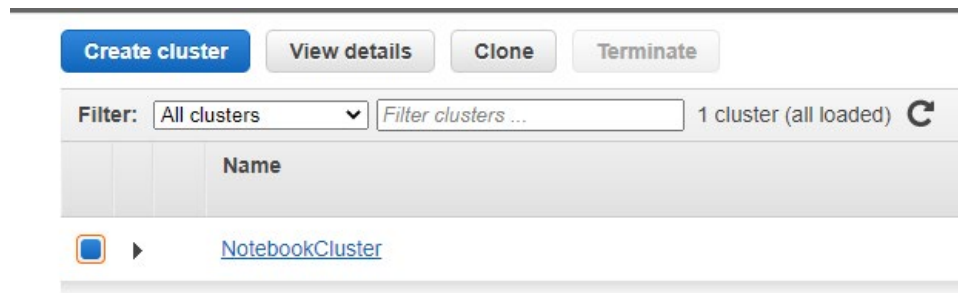 Create cluster View details Clone Terminate
Filter: All clusters Filter clusters ... 1 cluster (all loaded)
Name
NotebookCluster